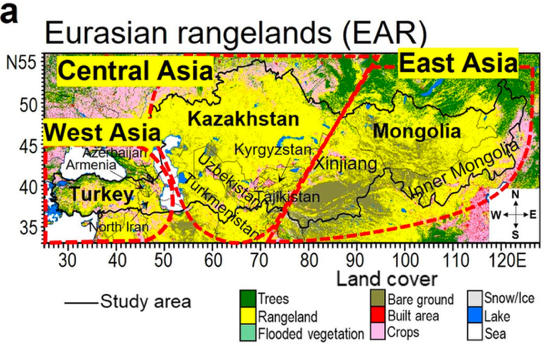 a
Eurasian rangelands (EAR)
N55
50
45
40
35
Central Asia
East Asia
West Asia
Kazakhstan
Mongolia
Azerbaijan
Armenia
Kyrgyzstan
Xinjiang
Uzbekistan
Turkey
Tajikistan
Inner Mongolia
Turkmenistan
North Iran
N
W
E
S
30 40 50 60 70 80 90 100 110 120E
Land cover
Study area
Trees
Bare ground
Snow/Ice
Rangeland
Built area
Lake
Flooded vegetation
Crops
Sea